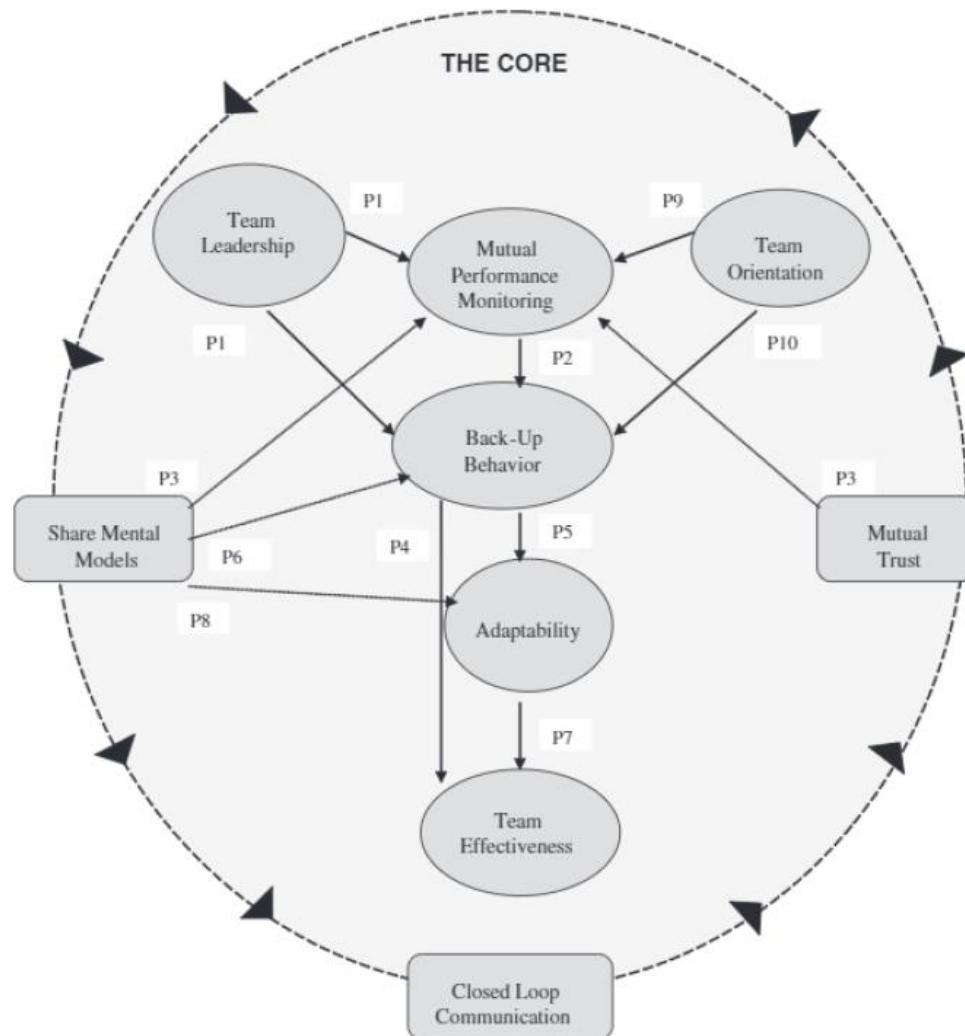 THE CORE
P1
P9
Team
Leadership
Mutual
Performance
Monitoring
Team
Orientation
P1
P2
P10
Back-Up
Behavior
P3
P3
Share Mental
Models
P6
P4
P5
Mutual
Trust
P8
Adaptability
P7
Team
Effectiveness
Closed Loop
Communication